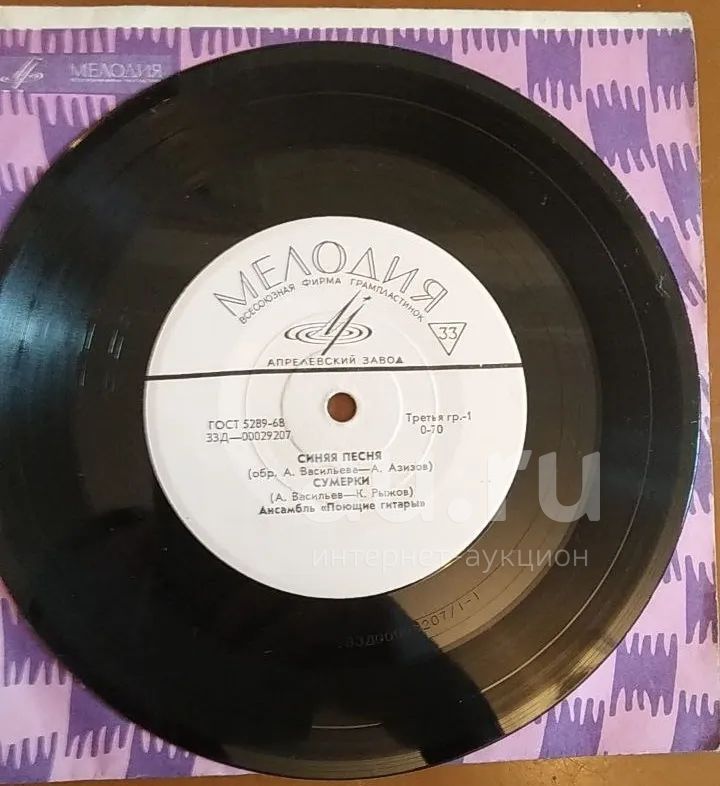 МЕЛОДИЯ
МЕЛОДИЯ
ВСЕСОЮЗНАЯ ФИРМА ГРАМПЛАСТИНОК
33
АПРЕЛЕВСКИЙ ЗАВОД
ГОСТ 5289-68
Третья гр.-1
33Д—00029207
0-70
СИНЯЯ ПЕСНЯ
(обр. А. Васильева—А. Азизов)
СУМЕРКИ
(А. Васильев—К. Рыжов)
Ансамбль «Поющие гитары»
.ru
интернет-аукцион